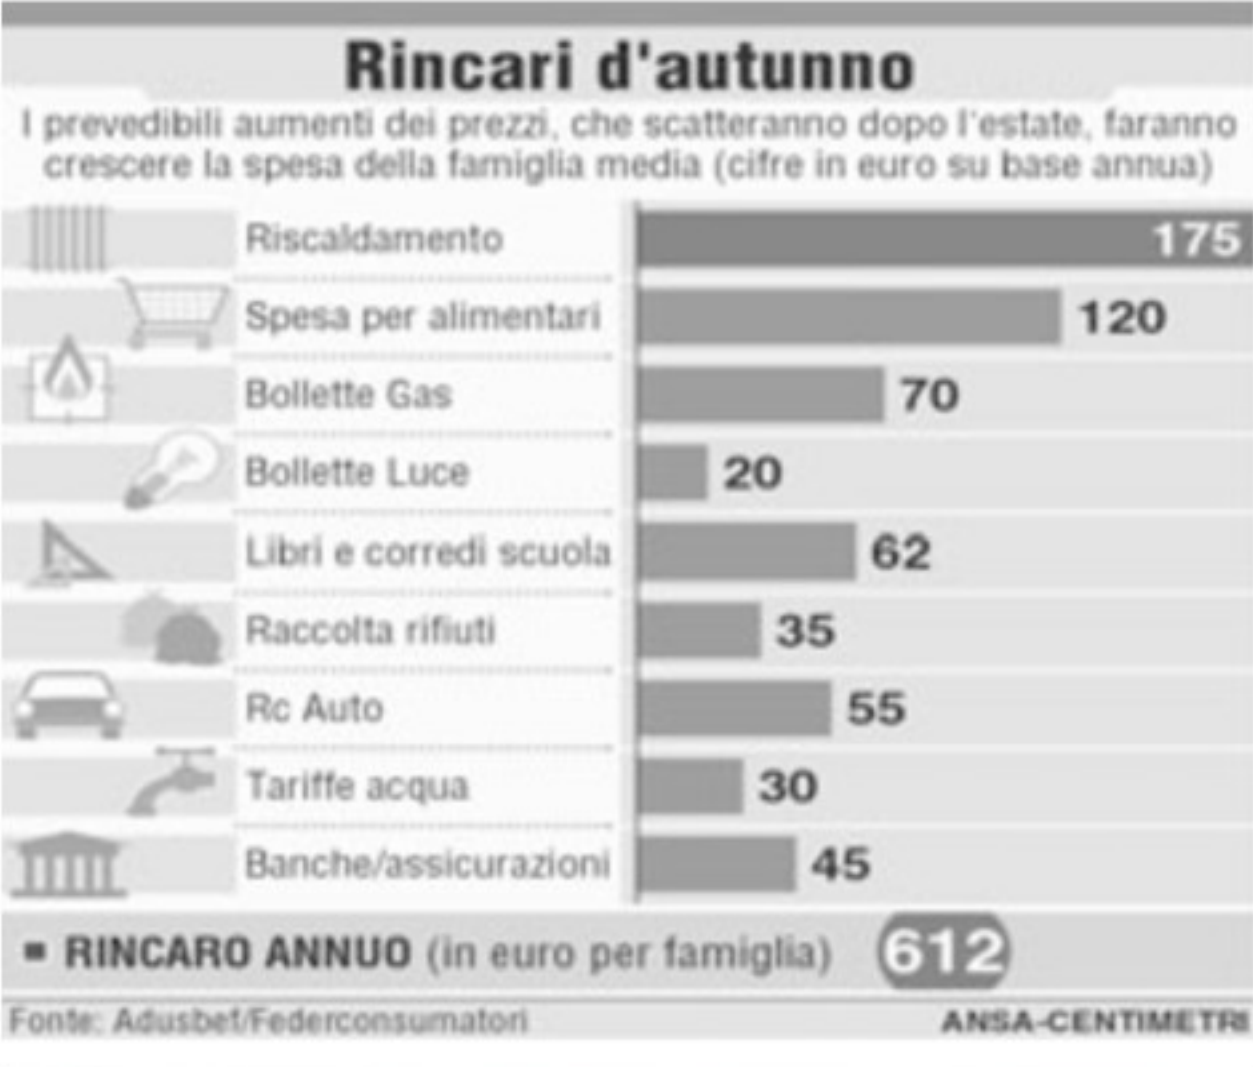 Rincari d'autunno
I prevedibili aumenti dei prezzi, che scatteranno dopo l'estate, faranno
crescere la spesa della famiglia media (cifre in euro su base annua)
Riscaldamento 175
Spesa per alimentari 120
Bollette Gas 70
Bollette Luce 20
Libri e corredi scuola 62
Raccolta rifiuti 35
Rc Auto 55
Tariffe acqua 30
Banche/assicurazioni 45
RINCARO ANNUO (in euro per famiglia) 612
Fonte: Adusbef/Federconsumatori ANSA-CENTIMETRI